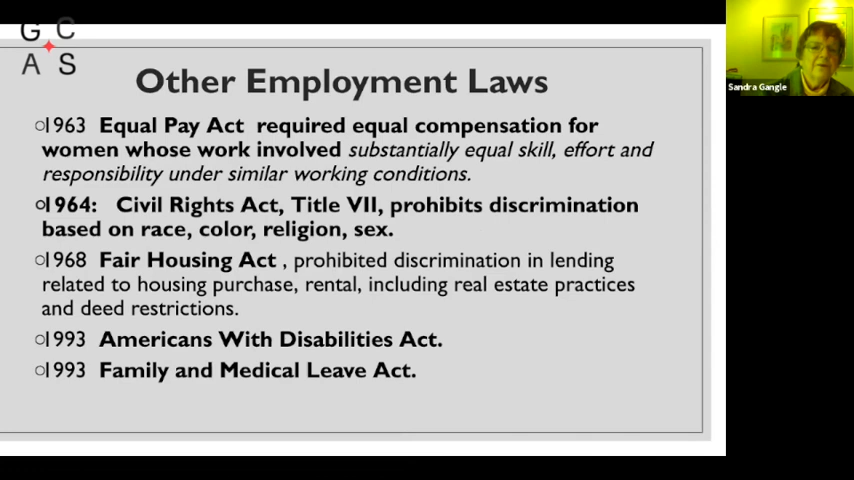 G C
A S
Other Employment Laws
○1963 Equal Pay Act required equal compensation for
women whose work involved substantially equal skill, effort and
responsibility under similar working conditions.
○1964: Civil Rights Act, Title VII, prohibits discrimination
based on race, color, religion, sex.
○1968 Fair Housing Act , prohibited discrimination in lending
related to housing purchase, rental, including real estate practices
and deed restrictions.
○1993 Americans With Disabilities Act.
○1993 Family and Medical Leave Act.
Sandra Gangle